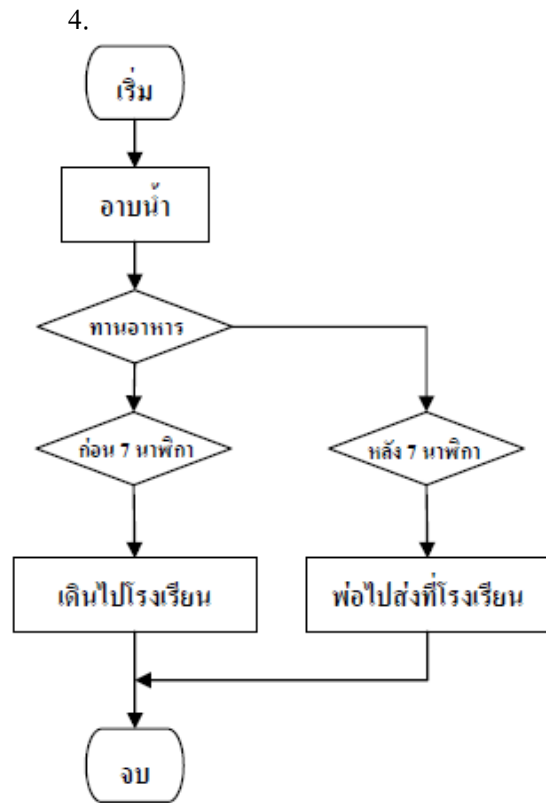 4.
เริ่ม
อาบน้ำ
ทานอาหาร
ก่อน 7 นาฬิกา
หลัง 7 นาฬิกา
เดินไปโรงเรียน
พ่อไปส่งที่โรงเรียน
จบ